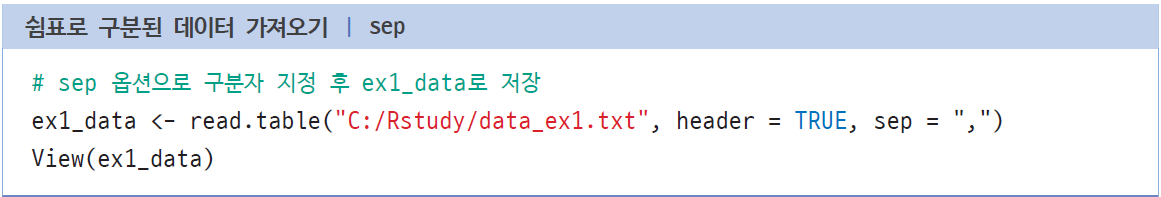 쉼표로 구분된 데이터 가져오기 | sep
# sep 옵션으로 구분자 지정 후 ex1_data로 저장
ex1_data <- read.table("C:/Rstudy/data_ex1.txt", header = TRUE, sep = ",")
View(ex1_data)